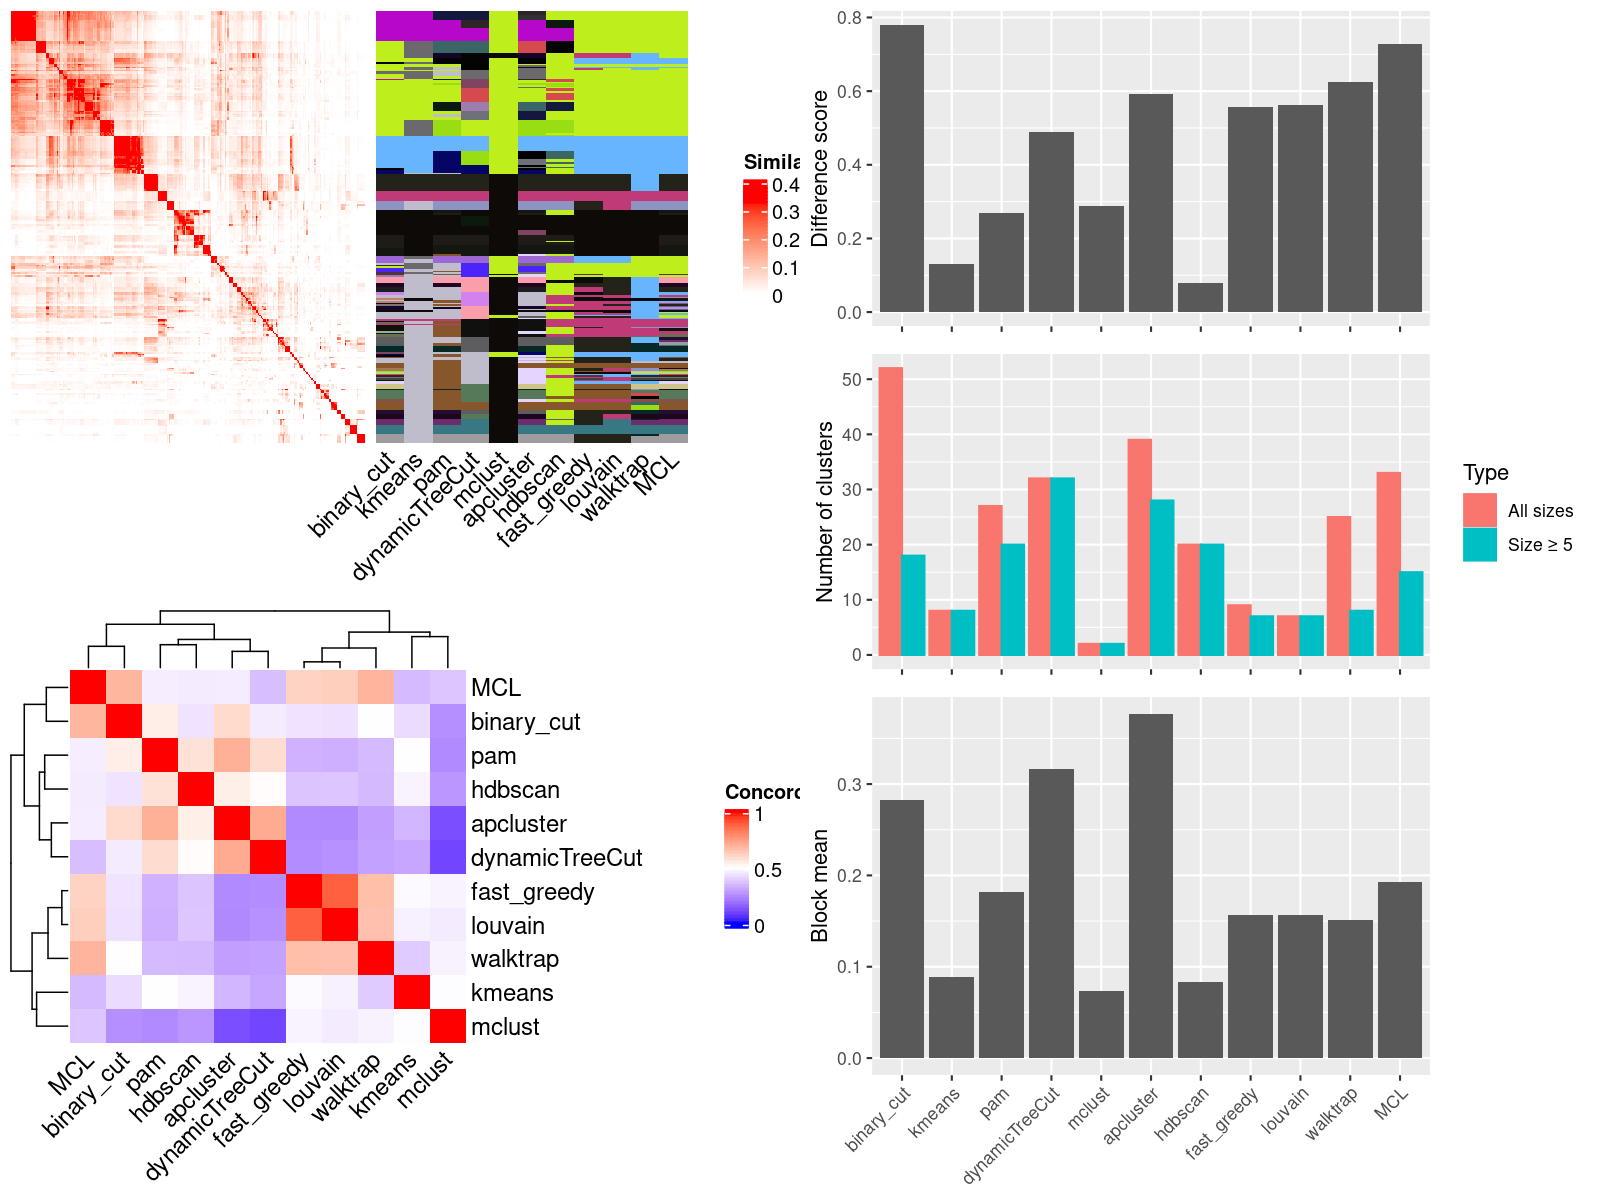 Simila
0.4
0.3
0.2
0.1
0
binary_cut
kmeans
pam
dynamicTreeCut
mclust
apcluster
hdbscan
fast_greedy
louvain
walktrap
MCL
Difference score
0.8
0.6
0.4
0.2
0.0
Number of clusters
50
40
30
20
10
0
Type
All sizes
Size ≥ 5
MCL
binary_cut
pam
hdbscan
apcluster
dynamicTreeCut
fast_greedy
louvain
walktrap
kmeans
mclust
MCL
binary_cut
pam
hdbscan
apcluster
dynamicTreeCut
fast_greedy
louvain
walktrap
kmeans
mclust
Concord
1
0.5
0
Block mean
0.3
0.2
0.1
0.0
binary_cut
kmeans
pam
dynamicTreeCut
mclust
apcluster
hdbscan
fast_greedy
louvain
walktrap
MCL